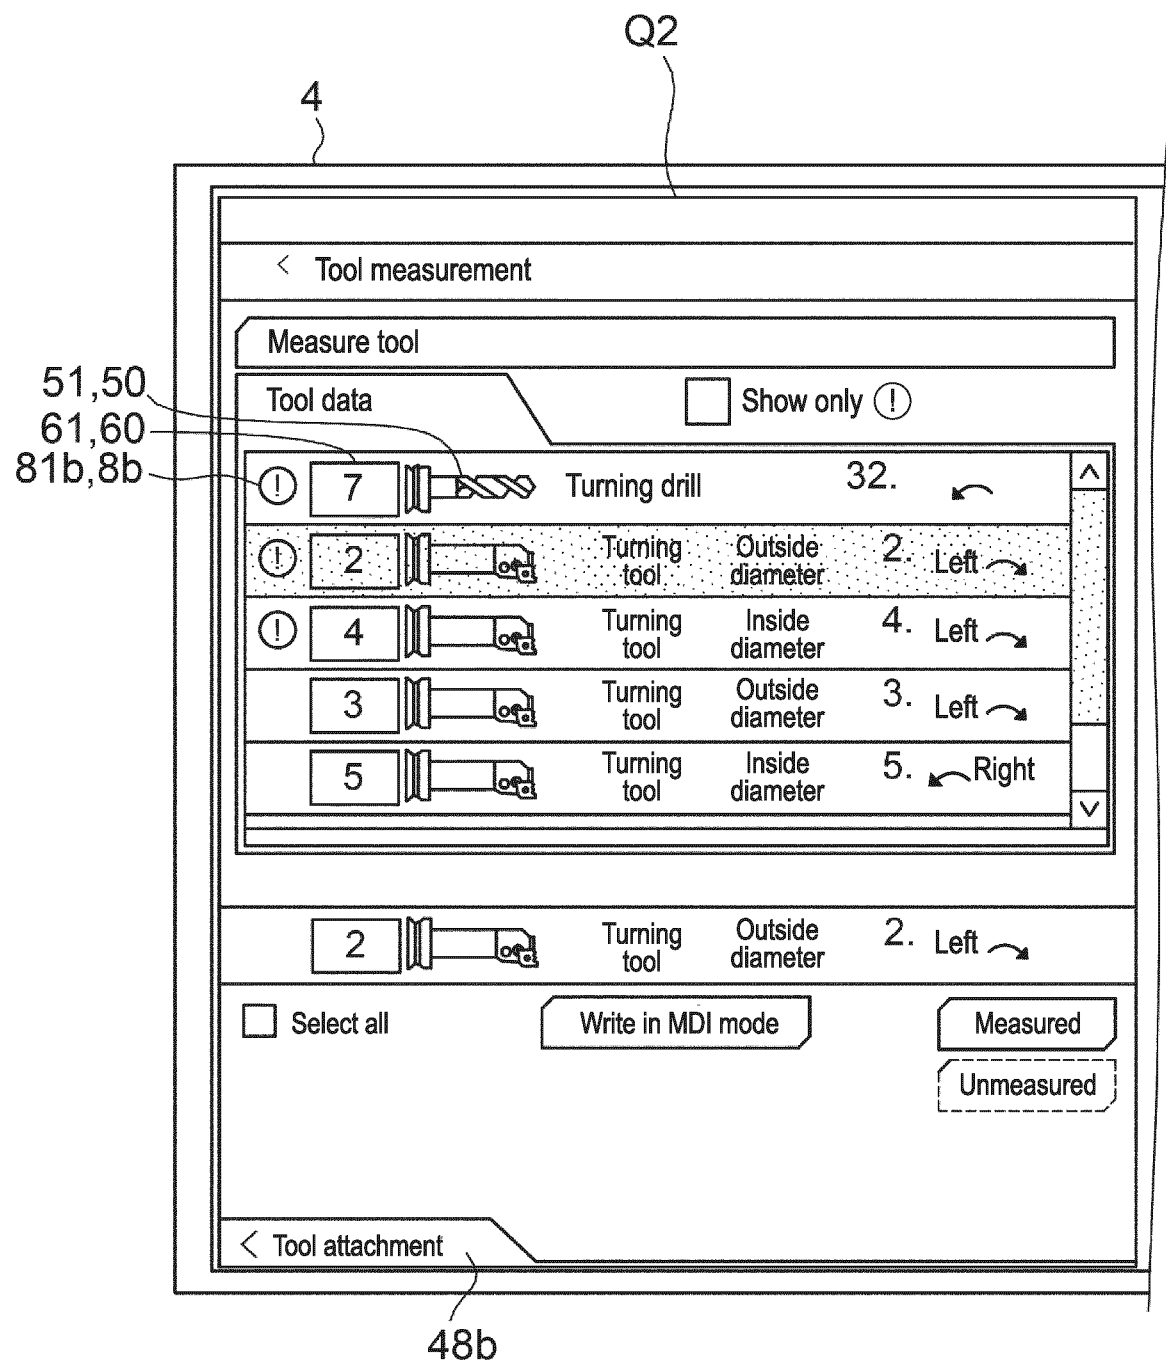 Q2
4
< Tool measurement
Measure tool
51,50
Tool data
Show only !
61,60
81b,8b
! 7 Turning drill 32.
! 2 Turning tool Outside diameter 2. Left
! 4 Turning tool Inside diameter 4. Left
3 Turning tool Outside diameter 3. Left
5 Turning tool Inside diameter 5. Right
2 Turning tool Outside diameter 2. Left
Select all
Write in MDI mode
Measured
Unmeasured
< Tool attachment
48b